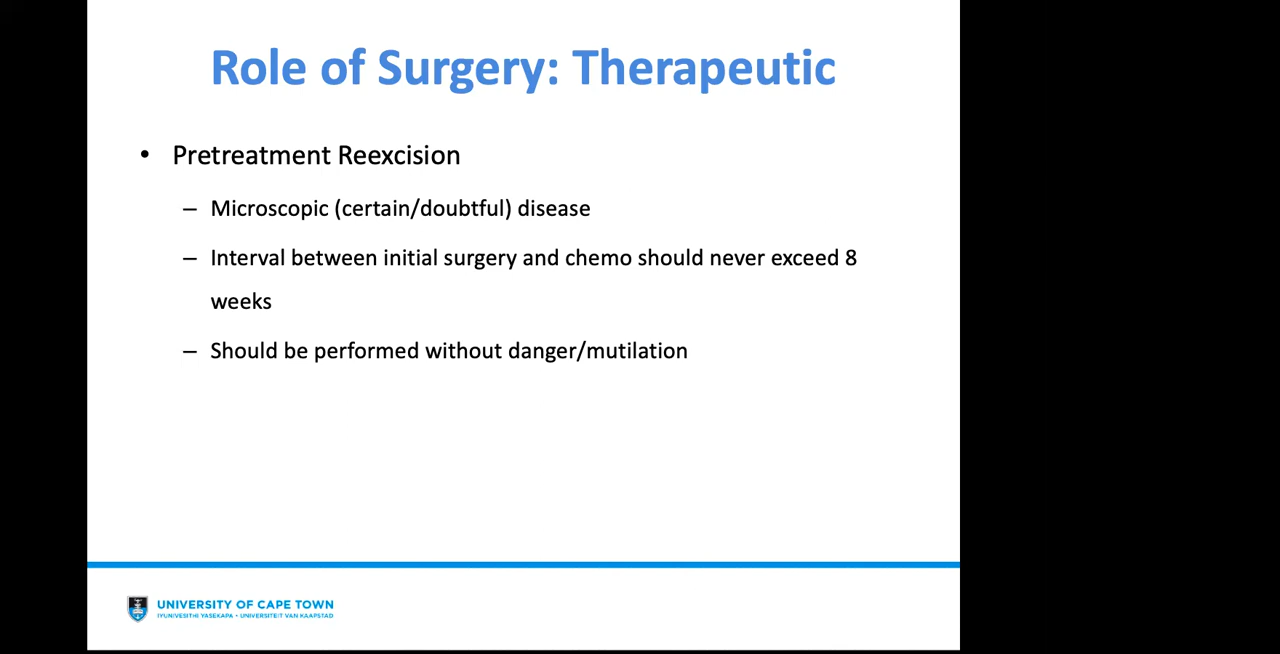 Role of Surgery: Therapeutic
• Pretreatment Reexcision
– Microscopic (certain/doubtful) disease
– Interval between initial surgery and chemo should never exceed 8
weeks
– Should be performed without danger/mutilation
UNIVERSITY OF CAPE TOWN
IYUNIVESITHI YASEKAPA • UNIVERSITEIT VAN KAAPSTAD